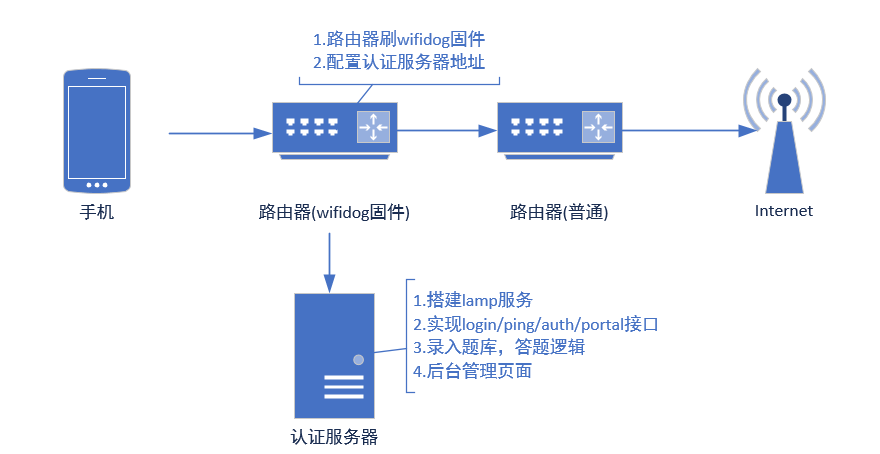 1.路由器刷wifidog固件
2.配置认证服务器地址
手机
路由器(wifidog固件)
路由器(普通)
Internet
1.搭建lamp服务
2.实现login/ping/auth/portal接口
3.录入题库，答题逻辑
4.后台管理页面
认证服务器